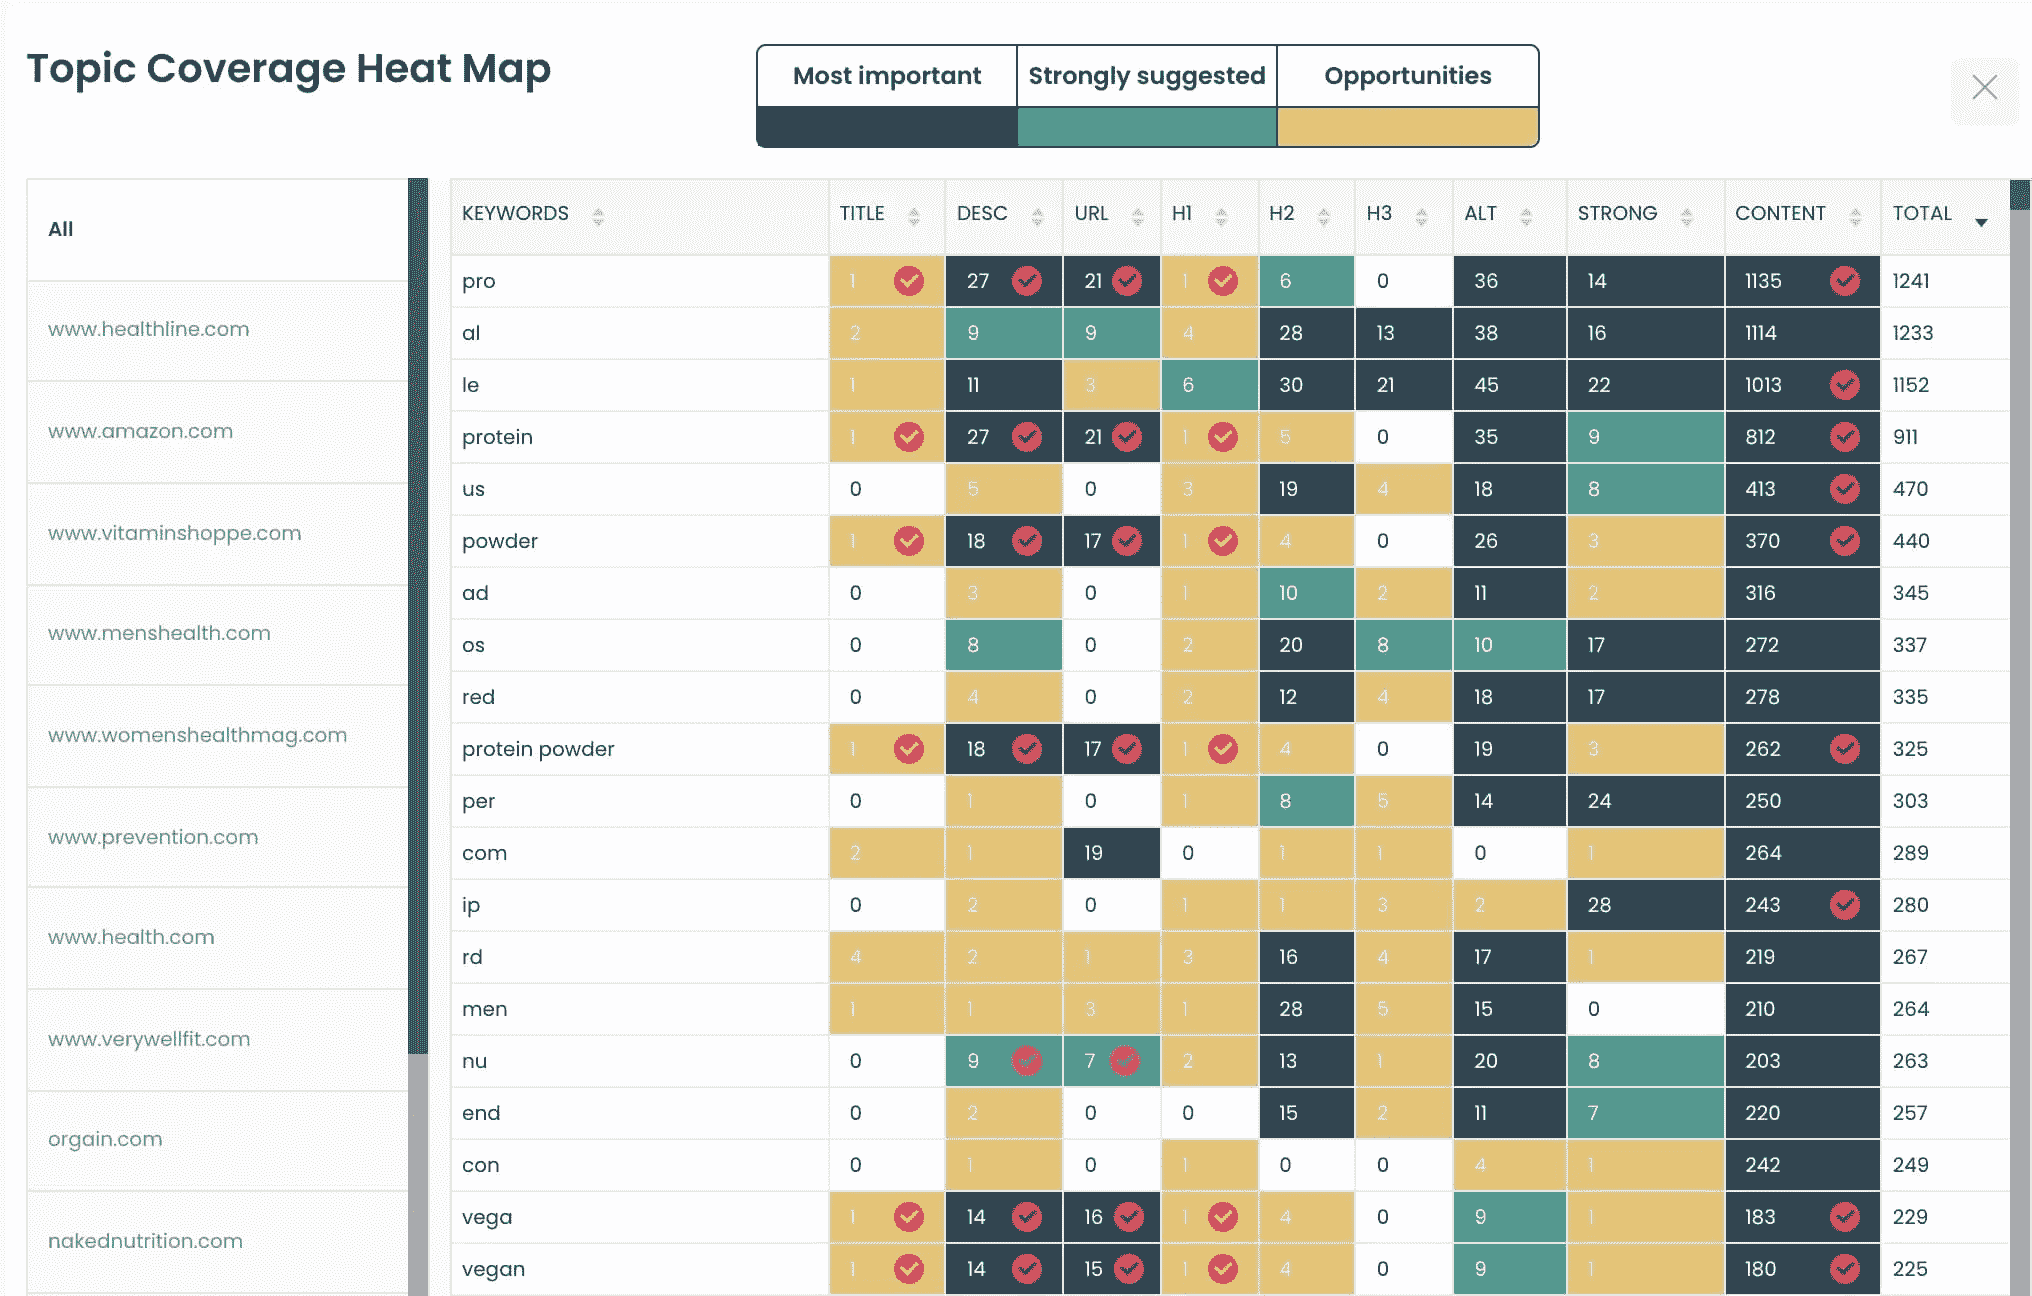 Topic Coverage Heat Map
Most important Strongly suggested Opportunities
All
www.healthline.com
www.amazon.com
www.vitaminshoppe.com
www.menshealth.com
www.womenshealthmag.com
www.prevention.com
www.health.com
www.verywellfit.com
orgain.com
nakednutrition.com
KEYWORDS TITLE DESC URL H1 H2 H3 ALT STRONG CONTENT TOTAL
pro 1 27 21 1 6 0 36 14 1135 1241
al 2 9 9 4 28 13 38 16 1114 1233
le 1 11 3 6 30 21 45 22 1013 1152
protein 1 27 21 1 5 0 35 9 812 911
us 0 5 0 3 19 4 18 8 413 470
powder 1 18 17 1 4 0 26 3 370 440
ad 0 3 0 1 10 2 11 2 316 345
os 0 8 0 2 20 8 10 17 272 337
red 0 4 0 2 12 4 18 17 278 335
protein powder 1 18 17 1 4 0 19 3 262 325
per 0 1 0 1 8 5 14 24 250 303
com 2 1 19 0 1 1 0 1 264 289
ip 0 2 0 1 1 3 2 28 243 280
rd 4 2 1 3 16 4 17 1 219 267
men 1 1 3 1 28 5 15 0 210 264
nu 0 9 7 2 13 1 20 8 203 263
end 0 2 0 0 15 2 11 7 220 257
con 0 1 0 1 0 0 4 1 242 249
vega 1 14 16 1 4 0 9 1 183 229
vegan 1 14 15 1 4 0 9 1 180 225